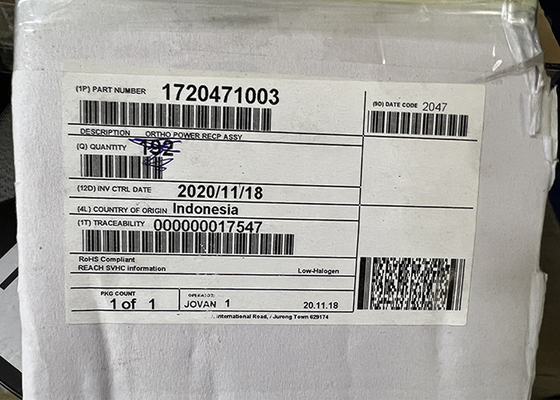 (1P) PART NUMBER 1720471003
(9D) DATE CODE 2047
DESCRIPTION ORTHO POWER RECP ASSY
(Q) QUANTITY 192
(12D) INV CTRL DATE 2020/11/18
(4L) COUNTRY OF ORIGIN Indonesia
(1T) TRACEABILITY 000000017547
RoHS Compliant
REACH SVHC information Low-Halogen
PKG COUNT
1 of 1 JOVAN 1 20.11.18
International Road, Jurong Town 629174